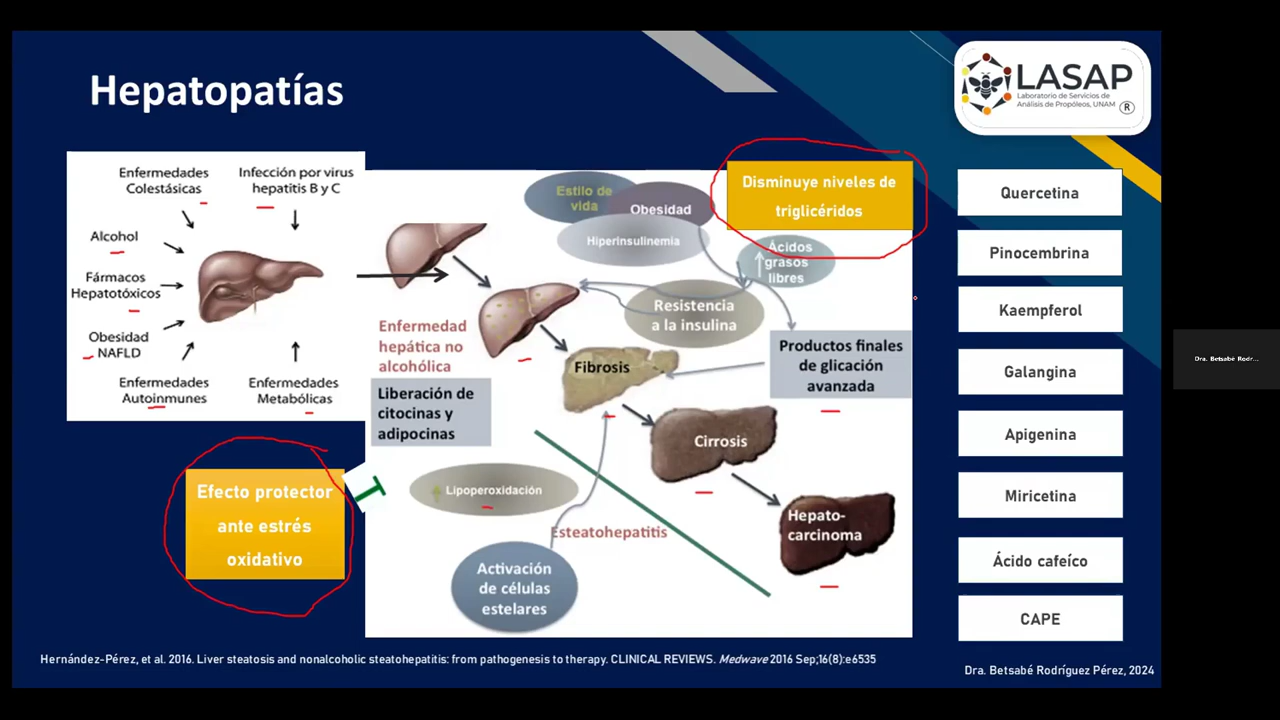 Hepatopatías
LASAP
Laboratorio de Servicios de
Análisis de Propóleos, UNAM
®
Enfermedades
Colestásicas
Infección por virus
hepatitis B y C
Alcohol
Fármacos
Hepatotóxicos
Obesidad
NAFLD
Enfermedades
Autoinmunes
Enfermedades
Metabólicas
Estilo de
vida
Obesidad
Hiperinsulinemia
Disminuye niveles de
triglicéridos
Ácidos
grasos
libres
Resistencia
a la insulina
Enfermedad
hepática no
alcohólica
Fibrosis
Productos finales
de glicación
avanzada
Liberación de
citocinas y
adipocinas
Cirrosis
Efecto protector
ante estrés
oxidativo
Lipoperoxidación
Esteatohepatitis
Hepato-
carcinoma
Activación
de células
estelares
Quercetina
Pinocembrina
Kaempferol
Galangina
Apigenina
Miricetina
Ácido cafeíco
CAPE
Hernández-Pérez, et al. 2016. Liver steatosis and nonalcoholic steatohepatitis: from pathogenesis to therapy. CLINICAL REVIEWS. Medwave 2016 Sep;16(8):e6535
Dra. Betsabé Rodríguez Pérez, 2024
Dra. Betsabé Rodr...